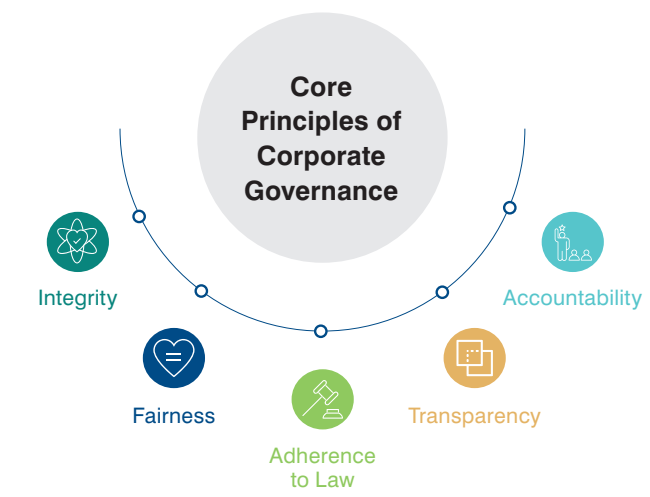 Core
Principles of
Corporate
Governance
Integrity
Fairness
Adherence
to Law
Transparency
Accountability